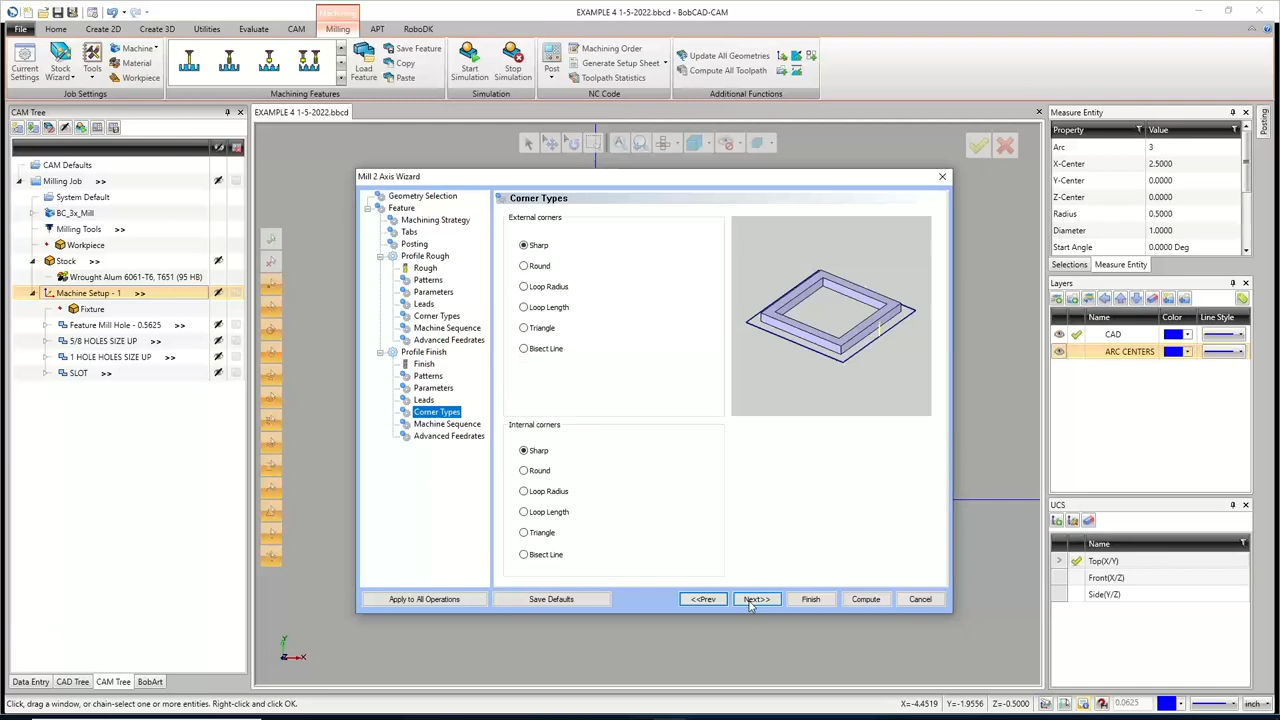 EXAMPLE 4 1-5-2022.bbcd - BobCAD-CAM
Machining
File Home Create 2D Create 3D Utilities Evaluate CAM Milling APT RoboDK
Current Settings
Stock Wizard
Tools
Machine
Material
Workpiece
Job Settings
Machining Features
Load Feature
Save Feature
Copy
Paste
Start Simulation
Stop Simulation
Simulation
Post
Machining Order
Generate Setup Sheet
Toolpath Statistics
NC Code
Update All Geometries
Compute All Toolpath
Additional Functions
CAM Tree
CAM Defaults
Milling Job >>
System Default
BC_3x_Mill
Milling Tools >>
Workpiece
Stock >>
Wrought Alum 6061-T6, T651 (95 HB)
Machine Setup - 1 >>
Fixture
Feature Mill Hole - 0.5625 >>
5/8 HOLES SIZE UP >>
1 HOLE HOLES SIZE UP >>
SLOT >>
Data Entry CAD Tree CAM Tree BobArt
EXAMPLE 4 1-5-2022.bbcd
Mill 2 Axis Wizard
Geometry Selection
Feature
Machining Strategy
Tabs
Posting
Profile Rough
Rough
Patterns
Parameters
Leads
Corner Types
Machine Sequence
Advanced Feedrates
Profile Finish
Finish
Patterns
Parameters
Leads
Corner Types
Machine Sequence
Advanced Feedrates
Corner Types
External corners
Sharp
Round
Loop Radius
Loop Length
Triangle
Bisect Line
Internal corners
Sharp
Round
Loop Radius
Loop Length
Triangle
Bisect Line
Apply to All Operations Save Defaults <<Prev Next>> Finish Compute Cancel
Y
Z X
Measure Entity
Property Value
Arc 3
X-Center 2.5000
Y-Center 0.0000
Z-Center 0.0000
Radius 0.5000
Diameter 1.0000
Start Angle 0.0000 Deg
Selections Measure Entity
Posting
Layers
Name Color Line Style
CAD
ARC CENTERS
UCS
Name
Top(X/Y)
Front(X/Z)
Side(Y/Z)
Click, drag a window, or chain-select one or more entities. Right-click and click OK.
X=-4.4519 Y=-1.9556 Z=-0.5000
0.0625
inch